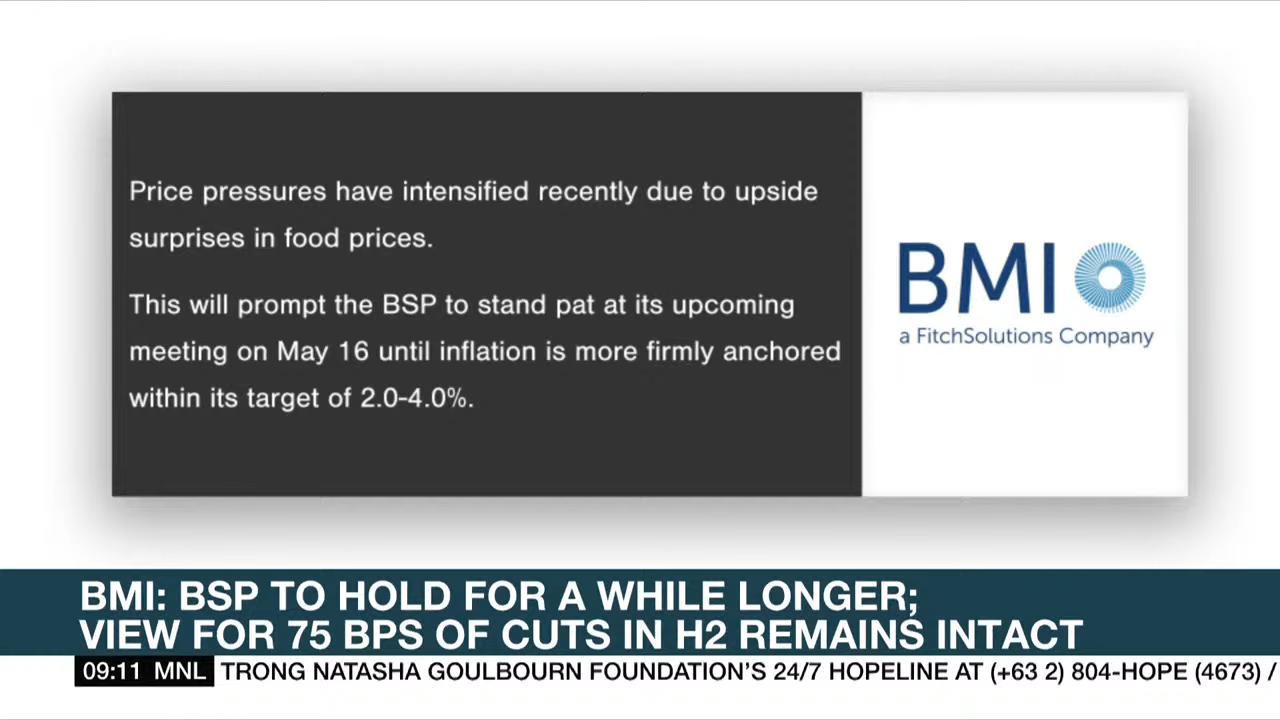 Price pressures have intensified recently due to upside
surprises in food prices.
This will prompt the BSP to stand pat at its upcoming
meeting on May 16 until inflation is more firmly anchored
within its target of 2.0-4.0%.
BMI
a FitchSolutions Company
BMI: BSP TO HOLD FOR A WHILE LONGER;
VIEW FOR 75 BPS OF CUTS IN H2 REMAINS INTACT
09:11 MNL TRONG NATASHA GOULBOURN FOUNDATION'S 24/7 HOPELINE AT (+63 2) 804-HOPE (4673) /